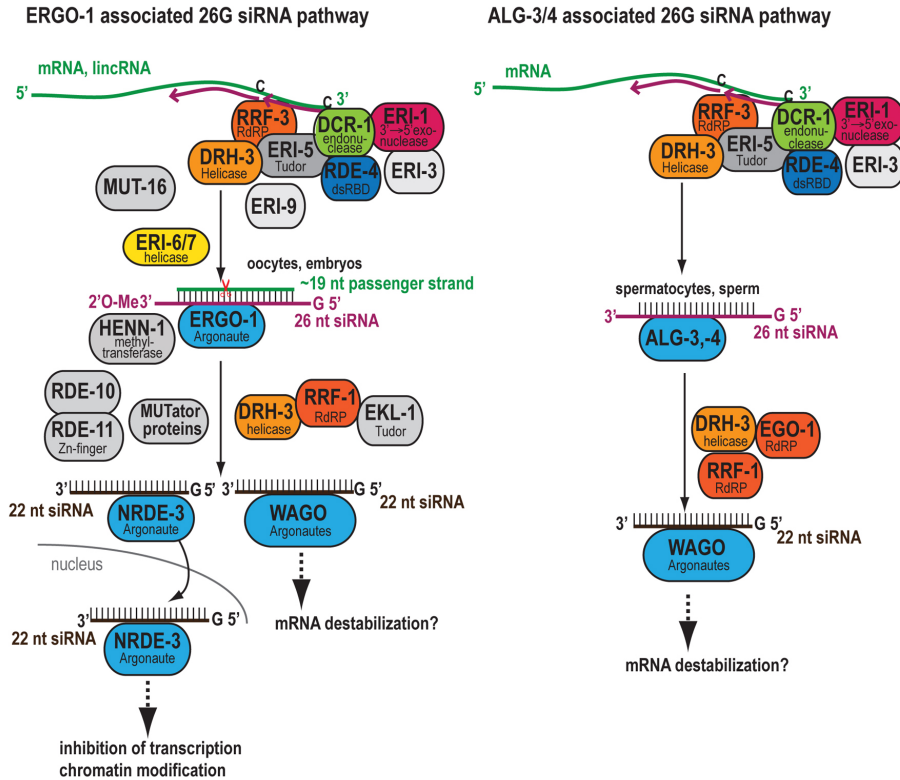 ERGO-1 associated 26G siRNA pathway
mRNA, lincRNA
5’
C
C
3’
RRF-3
RdRP
DCR-1
endonu-
clease
ERI-1
3’→5’exo-
nuclease
DRH-3
Helicase
ERI-5
Tudor
RDE-4
dsRBD
ERI-3
MUT-16
ERI-9
ERI-6/7
helicase
oocytes, embryos
~19 nt passenger strand
2’O-Me3’
G 5’
26 nt siRNA
ERGO-1
Argonaute
HENN-1
methyl-
transferase
RDE-10
RDE-11
Zn-finger
MUTator
proteins
DRH-3
helicase
RRF-1
RdRP
EKL-1
Tudor
3’
G 5’
22 nt siRNA
NRDE-3
Argonaute
3’
G 5’
22 nt siRNA
WAGO
Argonautes
nucleus
mRNA destabilization?
3’
G 5’
22 nt siRNA
NRDE-3
Argonaute
inhibition of transcription
chromatin modification
ALG-3/4 associated 26G siRNA pathway
mRNA
5’
C
C
3’
RRF-3
RdRP
DCR-1
endonu-
clease
ERI-1
3’→5’exo-
nuclease
DRH-3
Helicase
ERI-5
Tudor
RDE-4
dsRBD
ERI-3
spermatocytes, sperm
3’
G 5’
26 nt siRNA
ALG-3,-4
DRH-3
helicase
EGO-1
RdRP
RRF-1
RdRP
3’
G 5’
22 nt siRNA
WAGO
Argonautes
mRNA destabilization?